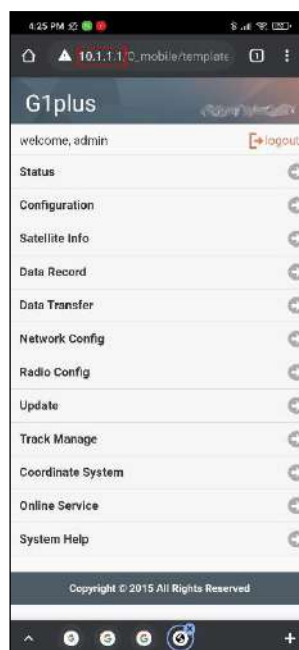 4:25 PM
10.1.1.1/0_mobile/template
1
G1plus
welcome, admin
logout
Status
Configuration
Satellite Info
Data Record
Data Transfer
Network Config
Radio Config
Update
Track Manage
Coordinate System
Online Service
System Help
Copyright © 2015 All Rights Reserved